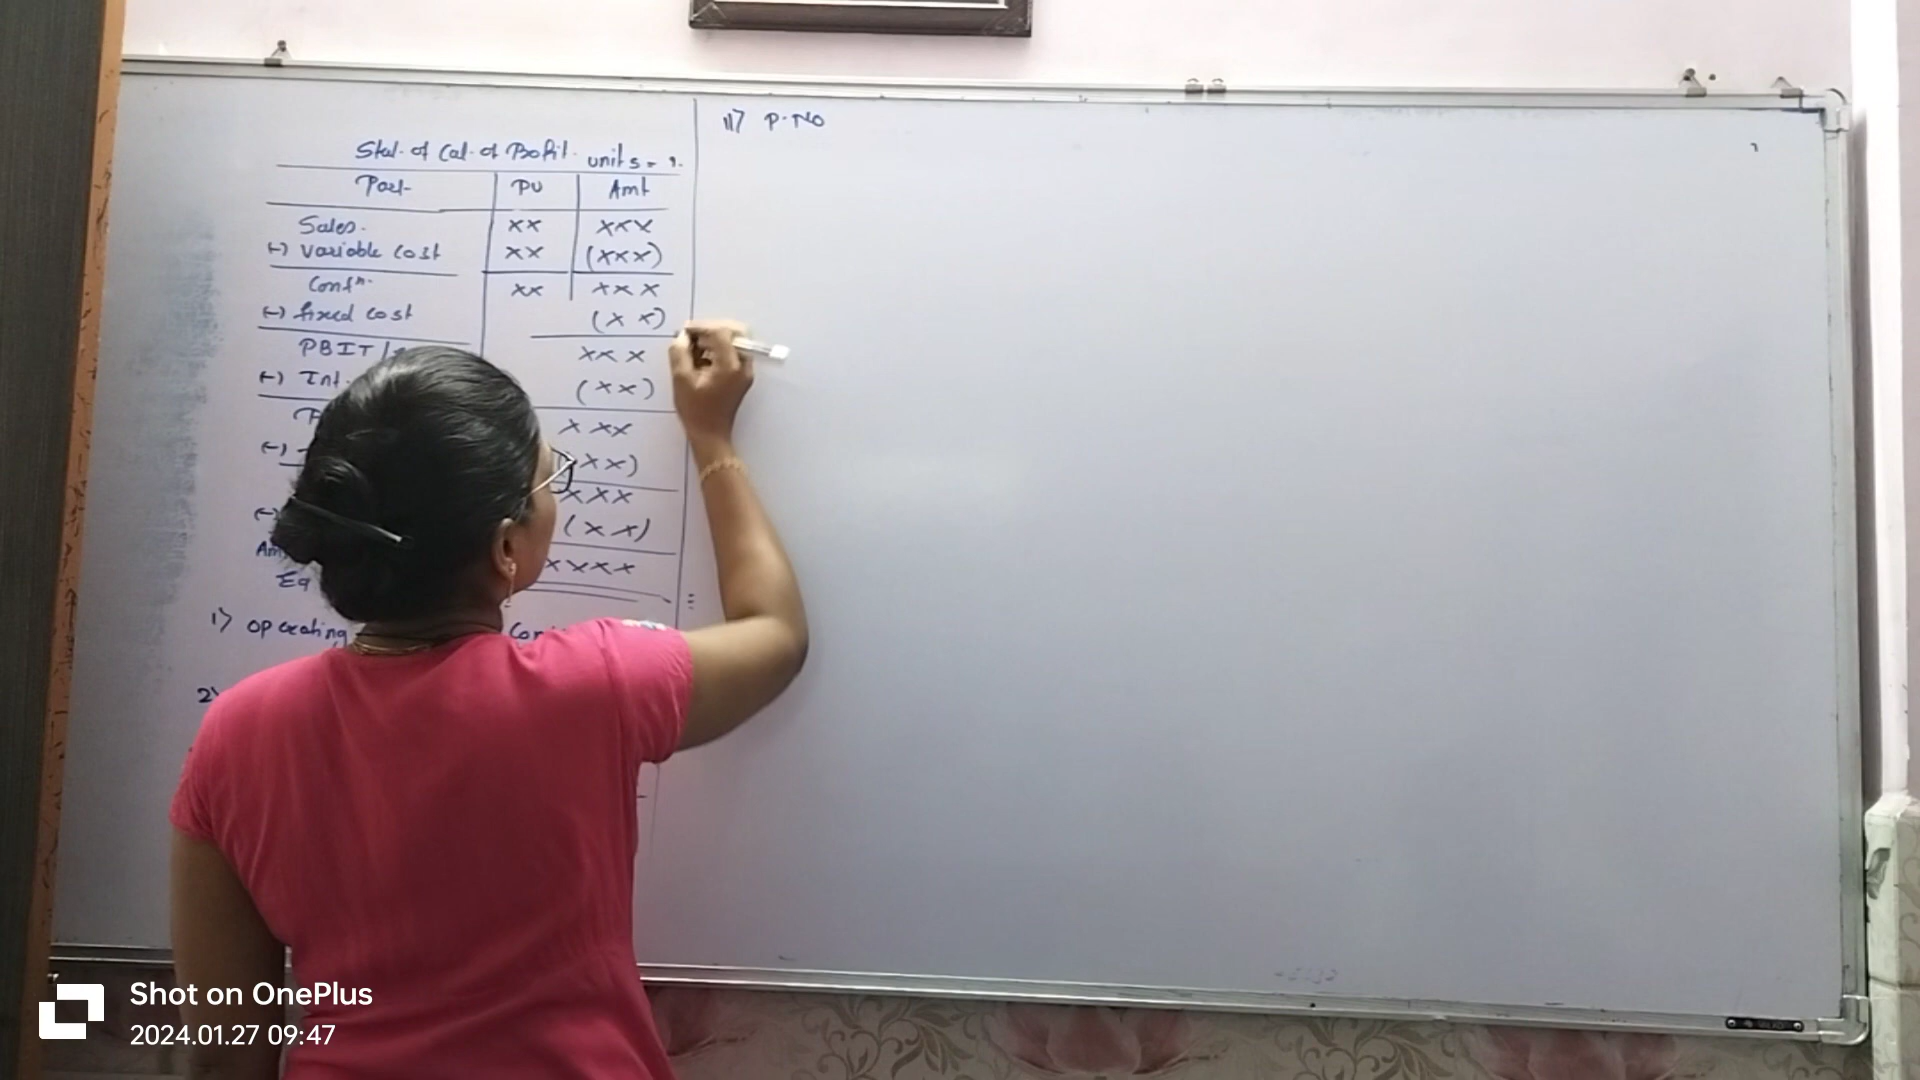 Stat. of Cal. of Profit. units = 1.
Part- PU Amt
Sales. xx xxx
(-) variable cost xx (xxx)
Contn. xx xxx
(-) fixed cost (xx)
PBIT / xxx
(-) Int. (xx)
P xxx
(-) xx)
xxx
(-) (xx)
Am
Eq xxxx
1) operating
2)
11) P.No
Shot on OnePlus
2024.01.27 09:47